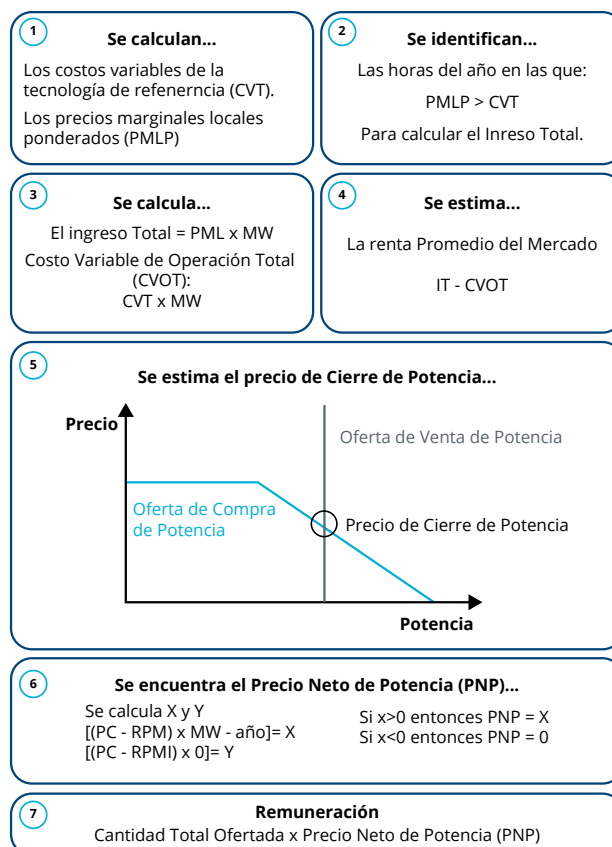 1
Se calculan...
Los costos variables de la
tecnología de refenerncia (CVT).
Los precios marginales locales
ponderados (PMLP)
2
Se identifican...
Las horas del año en las que:
PMLP > CVT
Para calcular el Inreso Total.
3
Se calcula...
El ingreso Total = PML x MW
Costo Variable de Operación Total
(CVOT):
CVT x MW
4
Se estima...
La renta Promedio del Mercado
IT - CVOT
5
Se estima el precio de Cierre de Potencia...
Precio
Oferta de Venta de Potencia
Oferta de Compra
de Potencia
Precio de Cierre de Potencia
Potencia
6
Se encuentra el Precio Neto de Potencia (PNP)...
Se calcula X y Y
[(PC - RPM) x MW - año]= X
[(PC - RPMI) x 0]= Y
Si x>0 entonces PNP = X
Si x<0 entonces PNP = 0
7
Remuneración
Cantidad Total Ofertada x Precio Neto de Potencia (PNP)